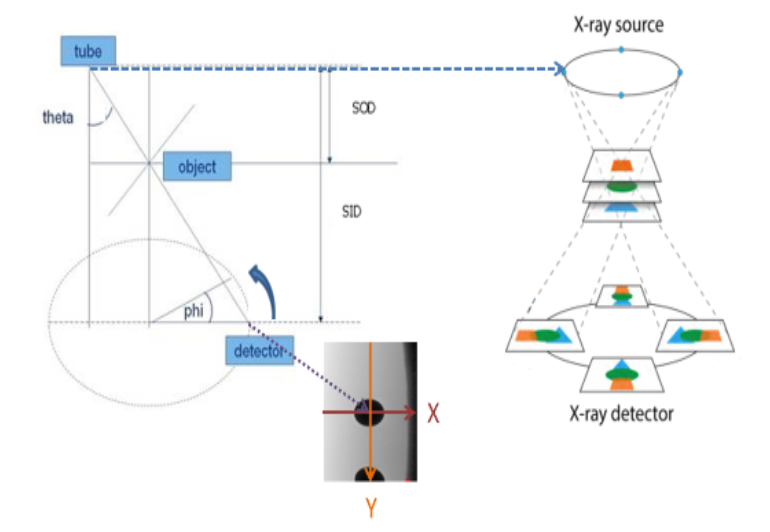 X-ray source
tube
SOD
theta
object
SID
phi
detector
X-ray detector
X
Y